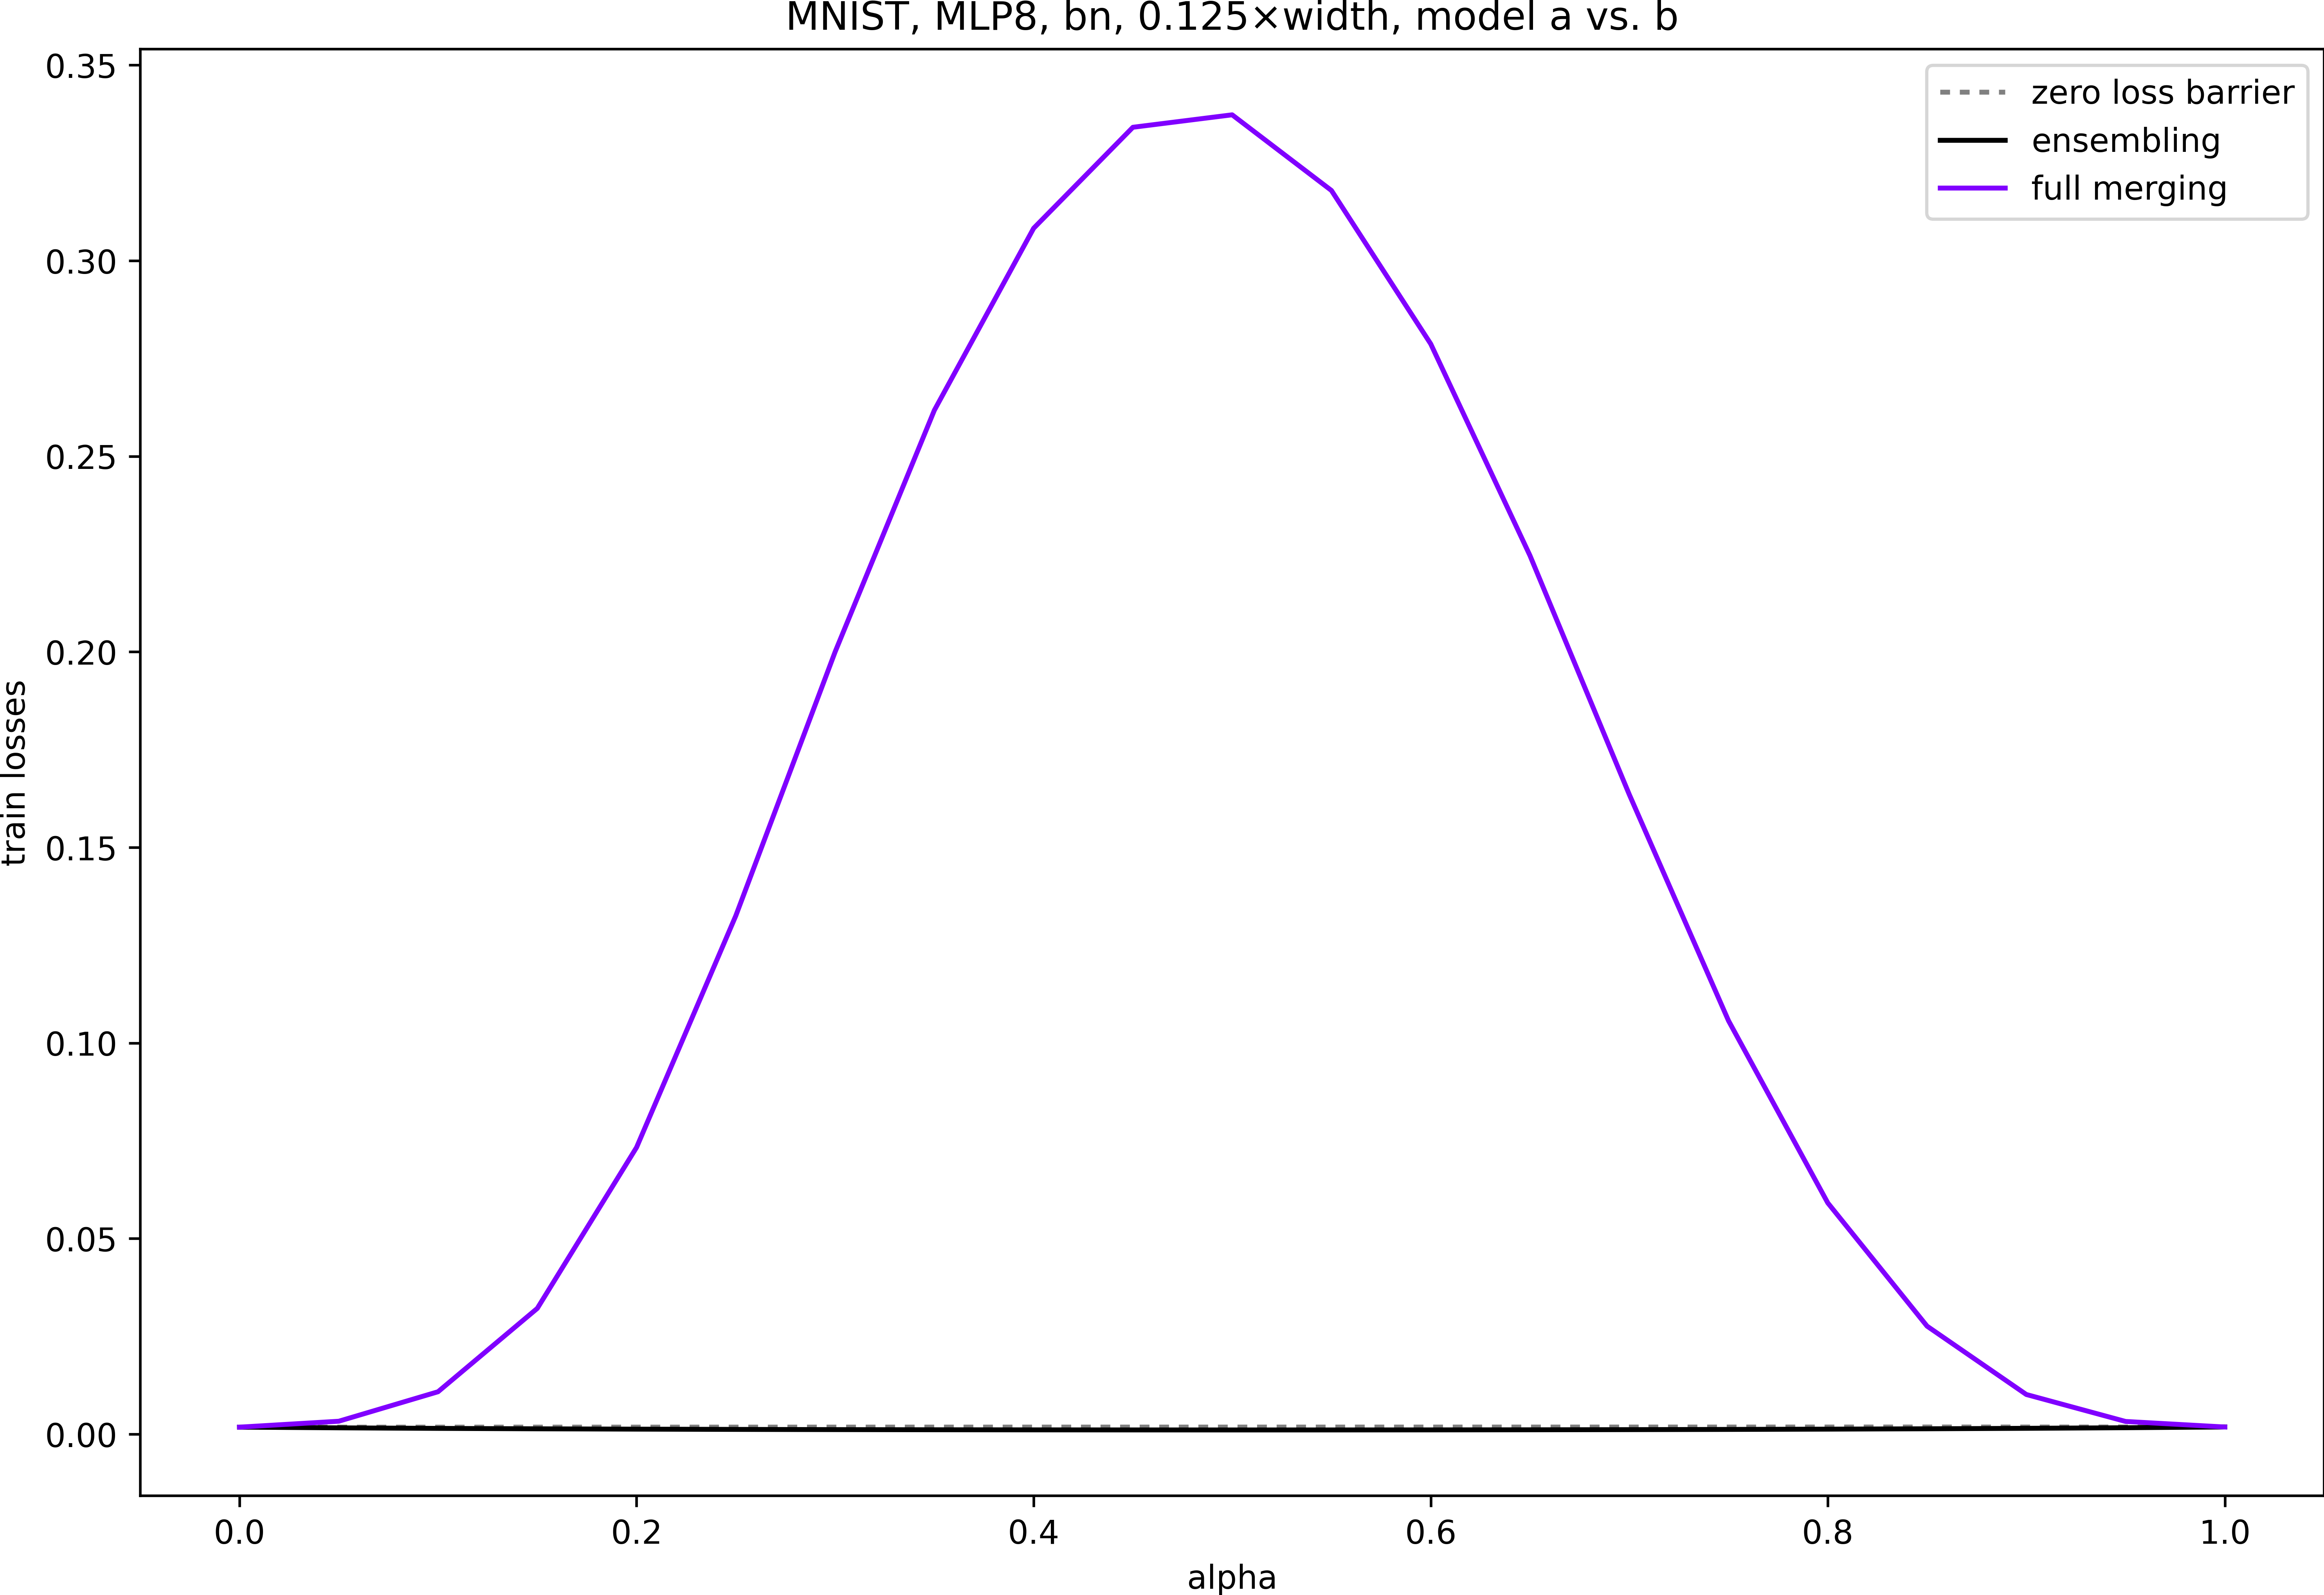 MNIST, MLP8, bn, 0.125×width, model a vs. b
zero loss barrier
ensembling
full merging
train losses
0.35
0.30
0.25
0.20
0.15
0.10
0.05
0.00
0.0 0.2 0.4 0.6 0.8 1.0
alpha